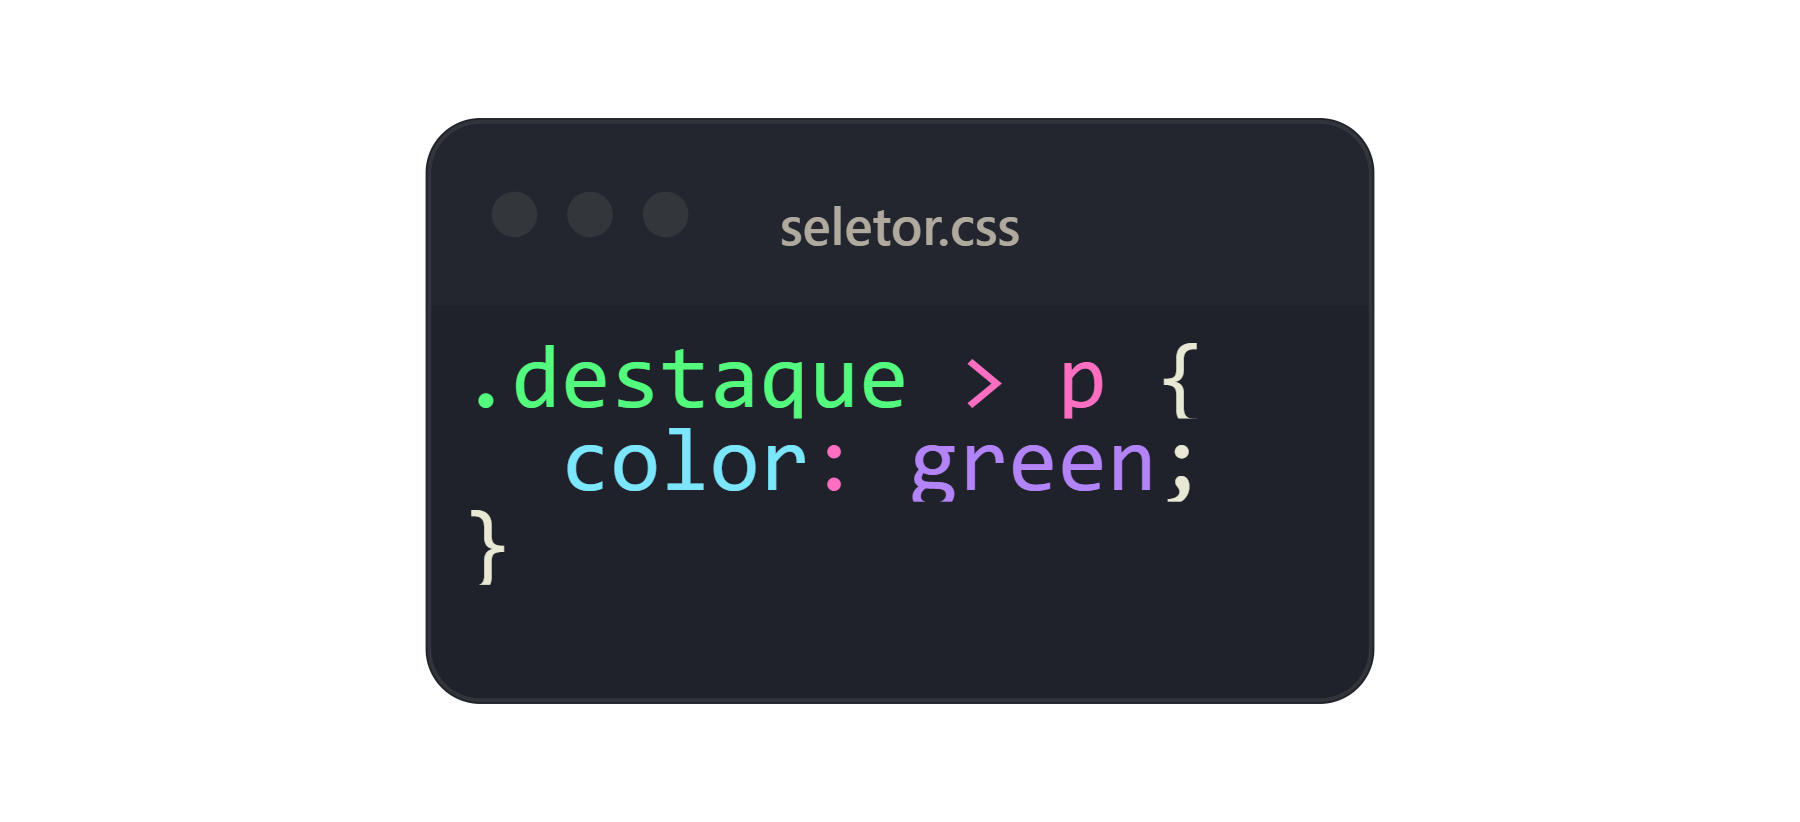 seletor.css
.destaque > p {
  color: green;
}